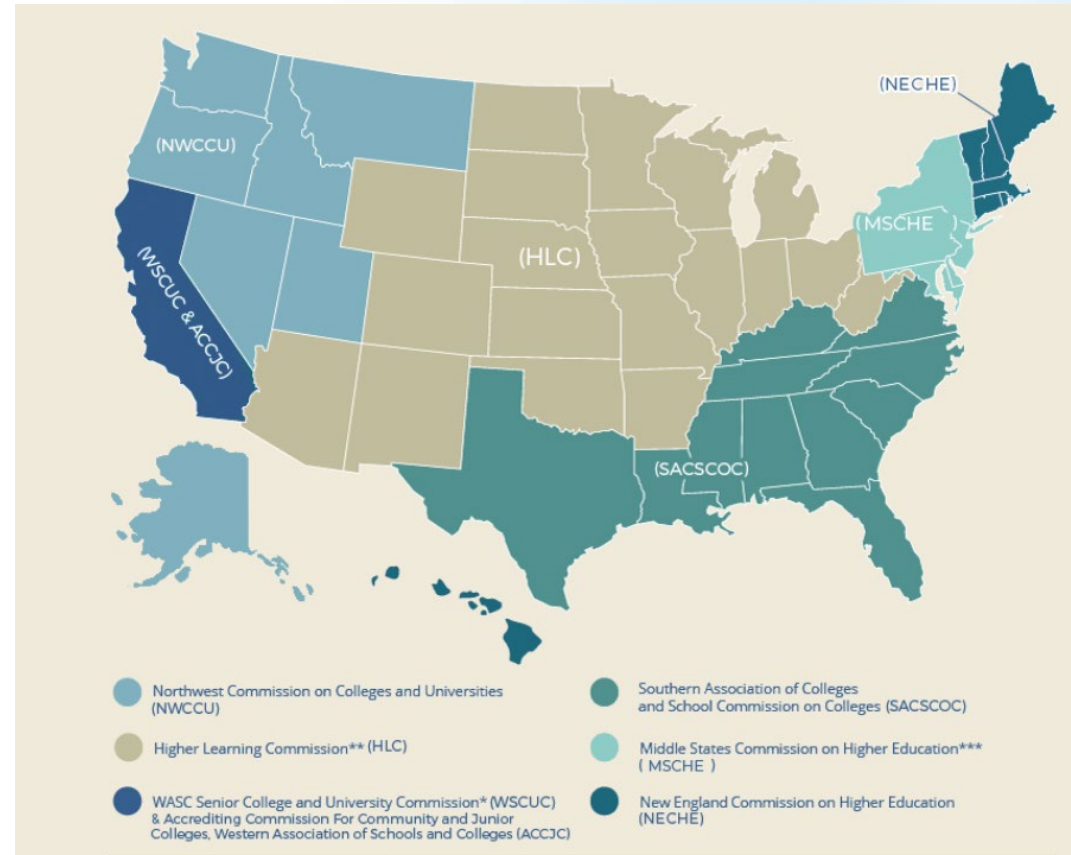 (NECHE)
(NWCCU)
( MSCHE )
(HLC)
(WSCUC & ACCJC)
(SACSCOC)
Northwest Commission on Colleges and Universities
(NWCCU)
Higher Learning Commission** (HLC)
WASC Senior College and University Commission* (WSCUC)
& Accrediting Commission For Community and Junior
Colleges, Western Association of Schools and Colleges (ACCJC)
Southern Association of Colleges
and School Commission on Colleges (SACSCOC)
Middle States Commission on Higher Education***
( MSCHE )
New England Commission on Higher Education
(NECHE)